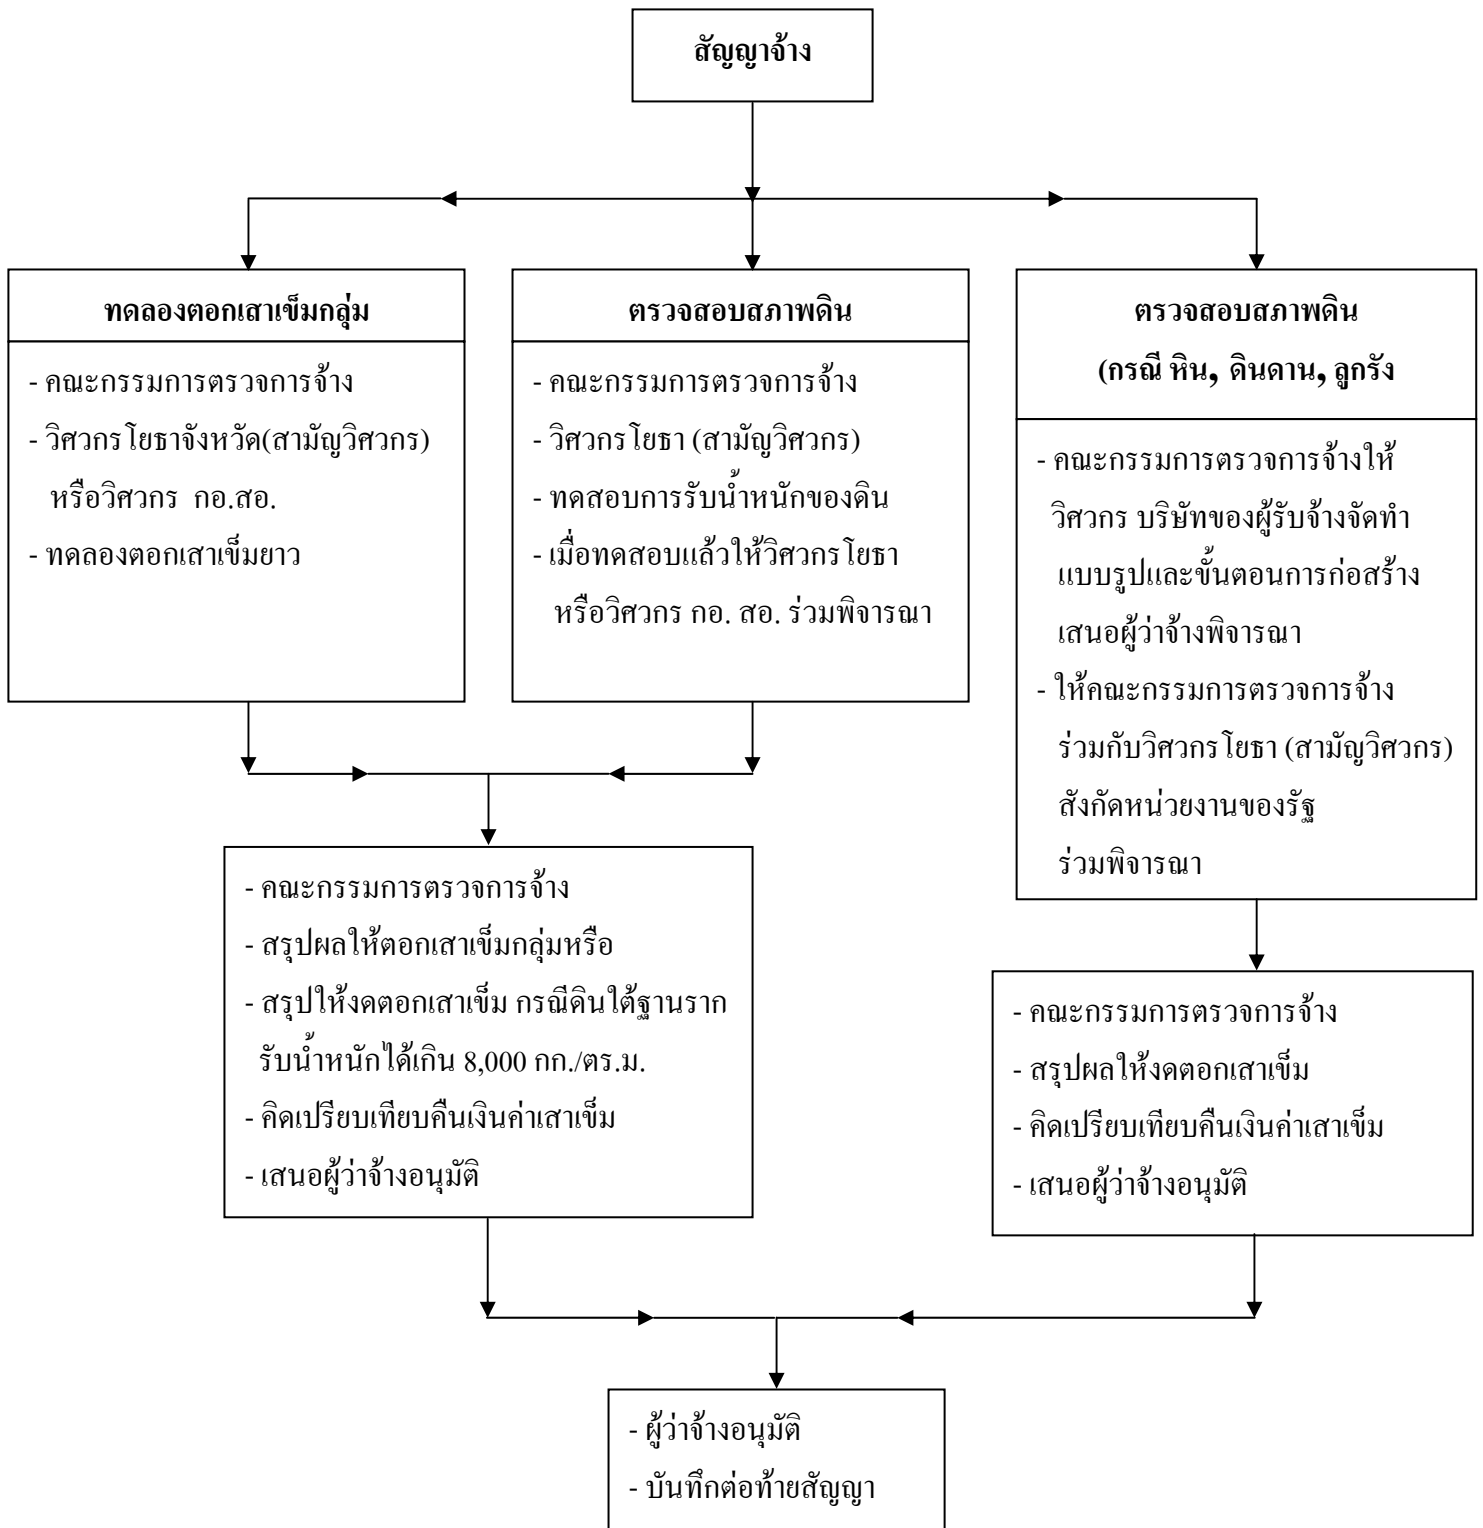 สัญญาจ้าง
ทดลองตอกเสาเข็มกลุ่ม
- คณะกรรมการตรวจการจ้าง
- วิศวกรโยธาจังหวัด(สามัญวิศวกร)
หรือวิศวกร กอ.สอ.
- ทดลองตอกเสาเข็มยาว
ตรวจสอบสภาพดิน
- คณะกรรมการตรวจการจ้าง
- วิศวกรโยธา (สามัญวิศวกร)
- ทดสอบการรับน้ำหนักของดิน
- เมื่อทดสอบแล้วให้วิศวกรโยธา
หรือวิศวกร กอ. สอ. ร่วมพิจารณา
ตรวจสอบสภาพดิน
(กรณี หิน, ดินดาน, ลูกรัง
- คณะกรรมการตรวจการจ้างให้
วิศวกร บริษัทของผู้รับจ้างจัดทำ
แบบรูปและขั้นตอนการก่อสร้าง
เสนอผู้ว่าจ้างพิจารณา
- ให้คณะกรรมการตรวจการจ้าง
ร่วมกับวิศวกรโยธา (สามัญวิศวกร)
สังกัดหน่วยงานของรัฐ
ร่วมพิจารณา
- คณะกรรมการตรวจการจ้าง
- สรุปผลให้ตอกเสาเข็มกลุ่มหรือ
- สรุปให้งดตอกเสาเข็ม กรณีดินใต้ฐานราก
รับน้ำหนักได้เกิน 8,000 กก./ตร.ม.
- คิดเปรียบเทียบคืนเงินค่าเสาเข็ม
- เสนอผู้ว่าจ้างอนุมัติ
- คณะกรรมการตรวจการจ้าง
- สรุปผลให้งดตอกเสาเข็ม
- คิดเปรียบเทียบคืนเงินค่าเสาเข็ม
- เสนอผู้ว่าจ้างอนุมัติ
- ผู้ว่าจ้างอนุมัติ
- บันทึกต่อท้ายสัญญา